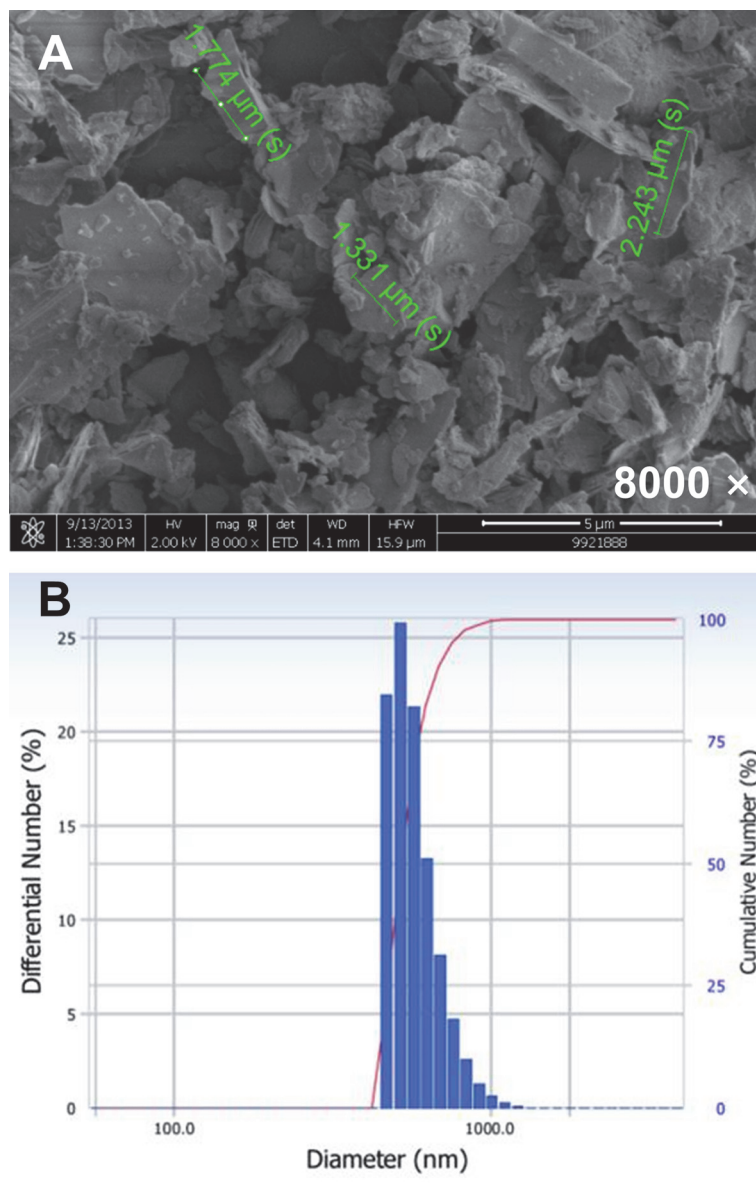 A
1.774 µm (s)
2.243 µm (s)
1.331 µm (s)
8000 ×
9/13/2013 HV mag det WD HFW 5 µm
1:38:30 PM 2.00 kV 8 000 x ETD 4.1 mm 15.9 µm 9921888
B
Differential Number (%)
25
20
15
10
5
0
100
75
50
25
0
Cumulative Number (%)
100.0 1000.0
Diameter (nm)